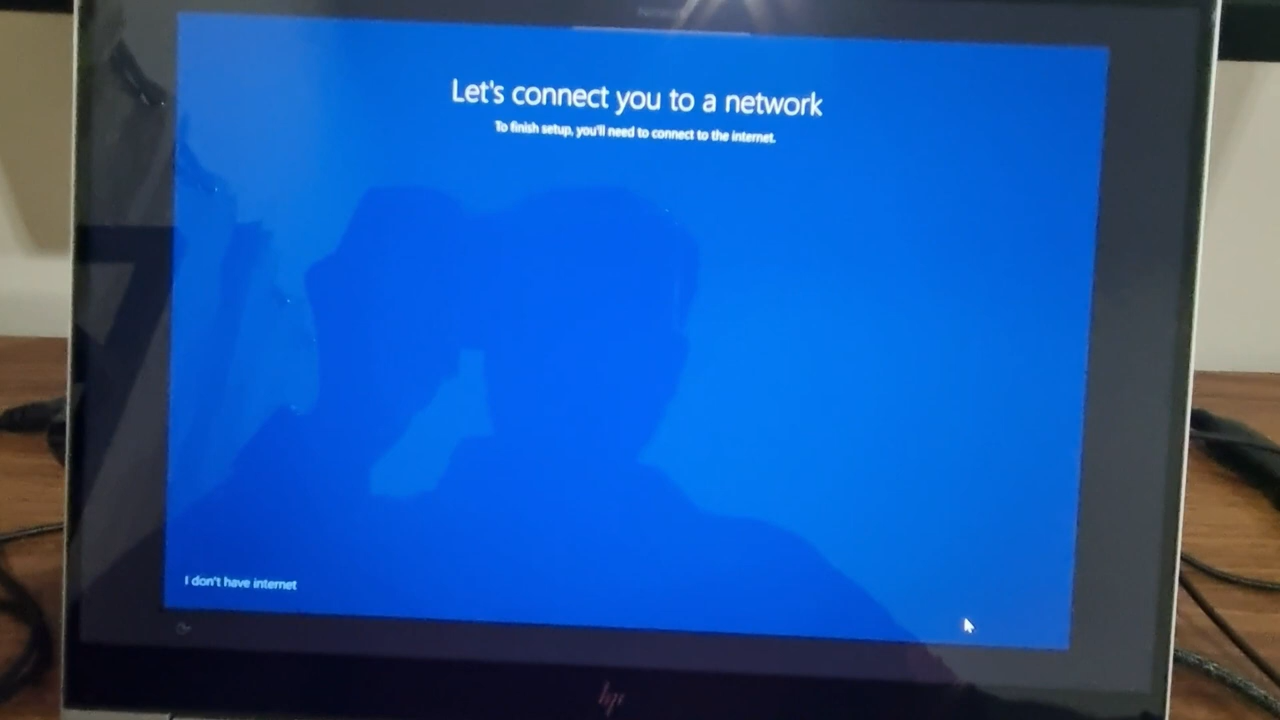 Let's connect you to a network
To finish setup, you'll need to connect to the internet.
I don't have internet
hp